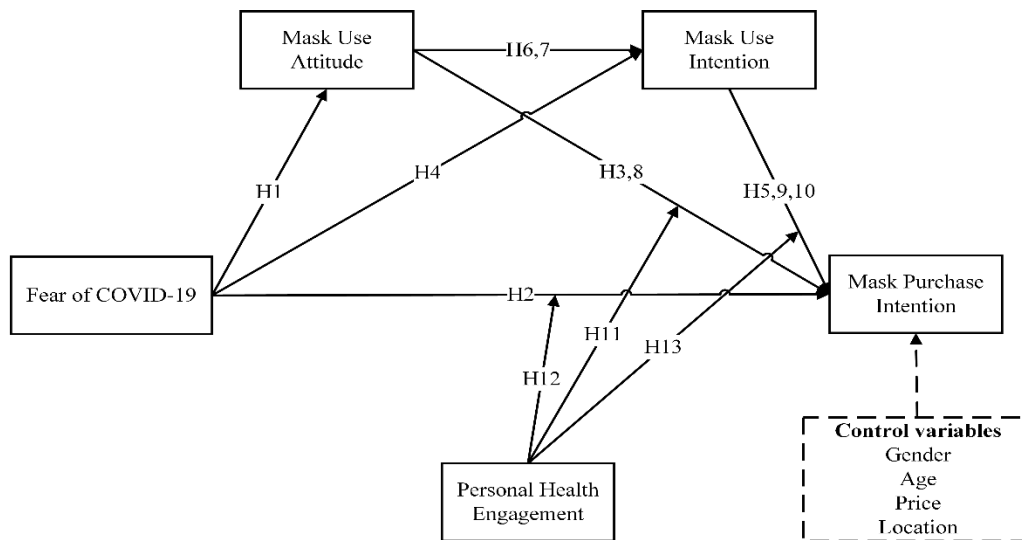 Mask Use
Attitude
H6,7
Mask Use
Intention
H1
H4
H3,8
H5,9,10
Fear of COVID-19
H2
Mask Purchase
Intention
H11
H13
H12
Control variables
Gender
Age
Price
Location
Personal Health
Engagement